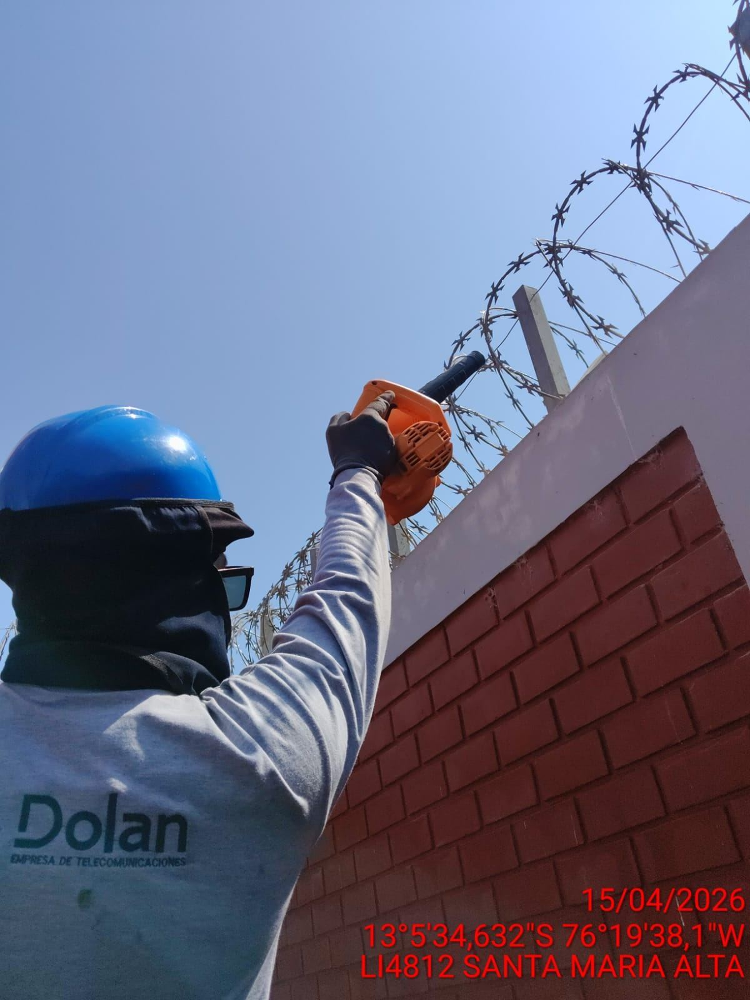 Dolan
EMPRESA DE TELECOMUNICACIONES
15/04/2026
13°5'34,632"S 76°19'38,1"W
LI4812 SANTA MARIA ALTA